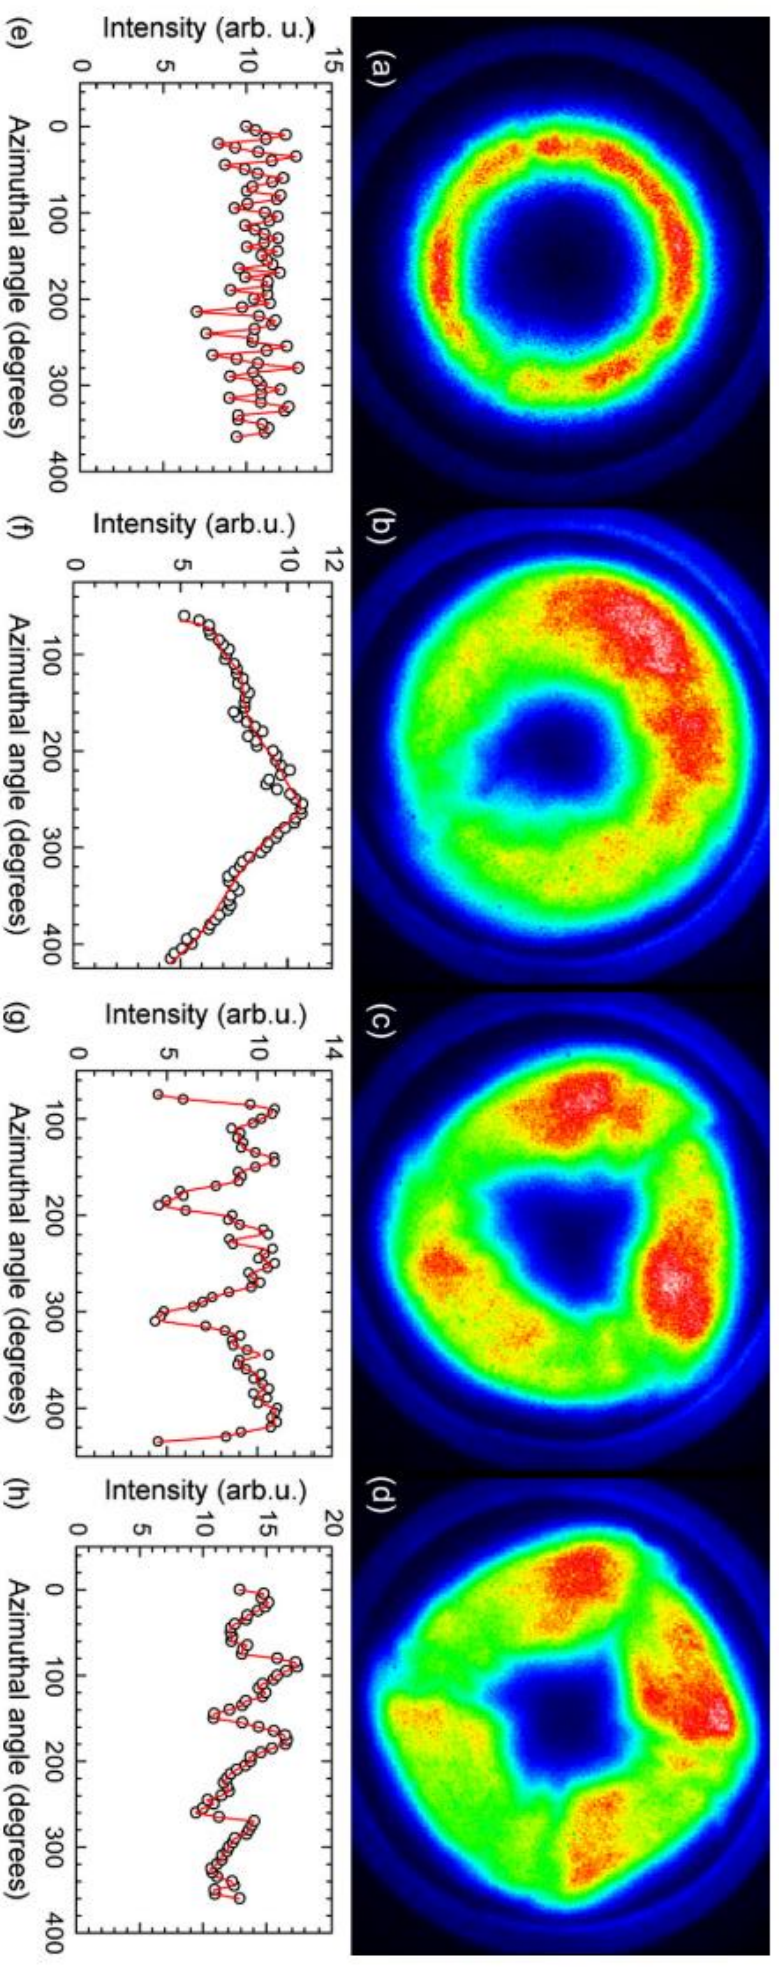 (a)
(b)
(c)
(d)
Intensity (arb. u.)
0
5
10
15
0
100
200
300
400
Azimuthal angle (degrees)
(e)
Intensity (arb.u.)
0
5
10
12
100
200
300
400
Azimuthal angle (degrees)
(f)
Intensity (arb.u.)
0
5
10
14
100
200
300
400
Azimuthal angle (degrees)
(g)
Intensity (arb.u.)
0
5
10
15
20
0
100
200
300
400
Azimuthal angle (degrees)
(h)